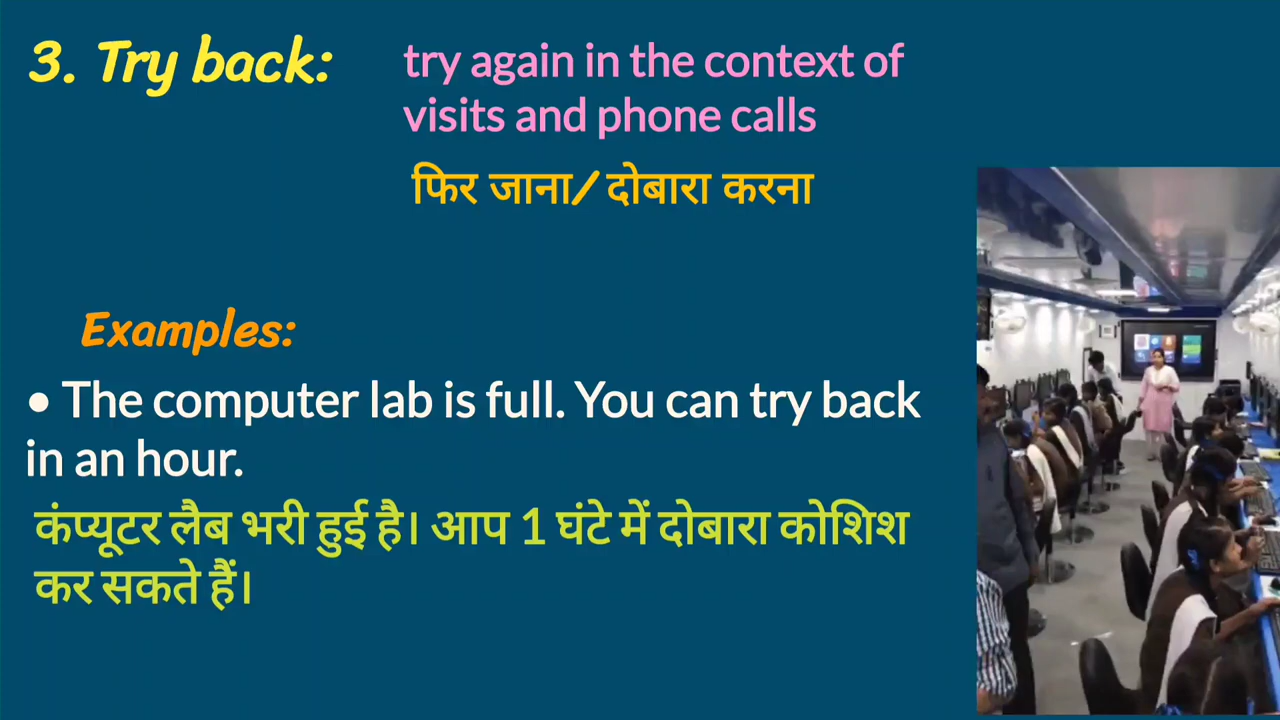 3. Try back:
try again in the context of
visits and phone calls
फिर जाना/ दोबारा करना
Examples:
• The computer lab is full. You can try back
in an hour.
कंप्यूटर लैब भरी हुई है। आप 1 घंटे में दोबारा कोशिश
कर सकते हैं।